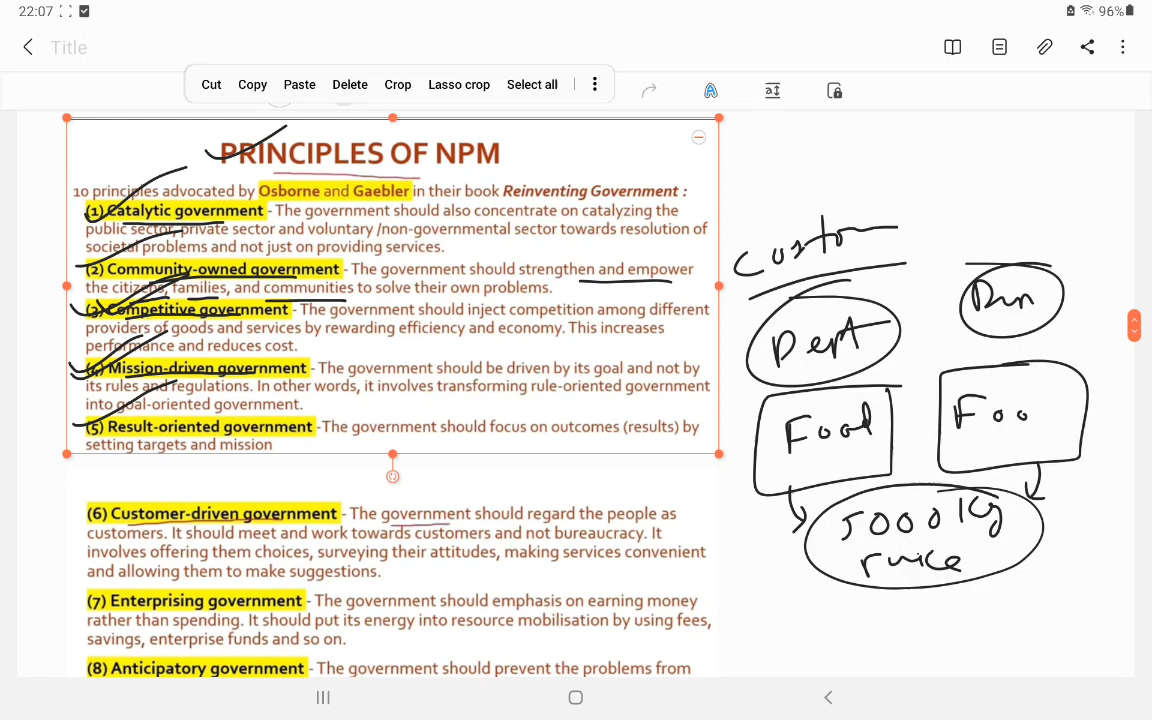 22:07
96%
Title
Cut Copy Paste Delete Crop Lasso crop Select all
PRINCIPLES OF NPM
10 principles advocated by Osborne and Gaebler in their book Reinventing Government :
(1) Catalytic government - The government should also concentrate on catalyzing the
public sector, private sector and voluntary /non-governmental sector towards resolution of
societal problems and not just on providing services.
(2) Community-owned government - The government should strengthen and empower
the citizens, families, and communities to solve their own problems.
(3) Competitive government - The government should inject competition among different
providers of goods and services by rewarding efficiency and economy. This increases
performance and reduces cost.
(4) Mission-driven government - The government should be driven by its goal and not by
its rules and regulations. In other words, it involves transforming rule-oriented government
into goal-oriented government.
(5) Result-oriented government -The government should focus on outcomes (results) by
setting targets and mission
(6) Customer-driven government - The government should regard the people as
customers. It should meet and work towards customers and not bureaucracy. It
involves offering them choices, surveying their attitudes, making services convenient
and allowing them to make suggestions.
(7) Enterprising government - The government should emphasis on earning money
rather than spending. It should put its energy into resource mobilisation by using fees,
savings, enterprise funds and so on.
(8) Anticipatory government - The government should prevent the problems from
Custom
Dept
Food
Foo
5000 Kg